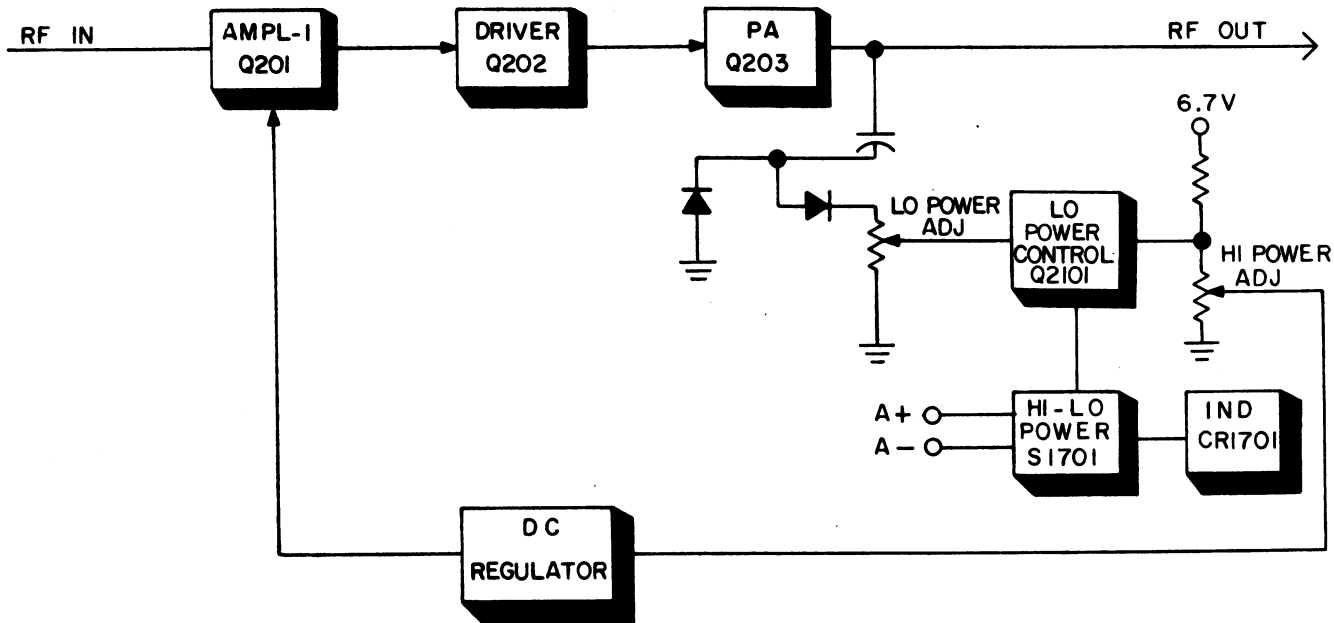 RF IN
AMPL-1
Q201
DRIVER
Q202
PA
Q203
RF OUT
6.7V
LO POWER
ADJ
LO
POWER
CONTROL
Q2101
HI POWER
ADJ
A+
A-
HI-LO
POWER
S1701
IND
CR1701
DC
REGULATOR